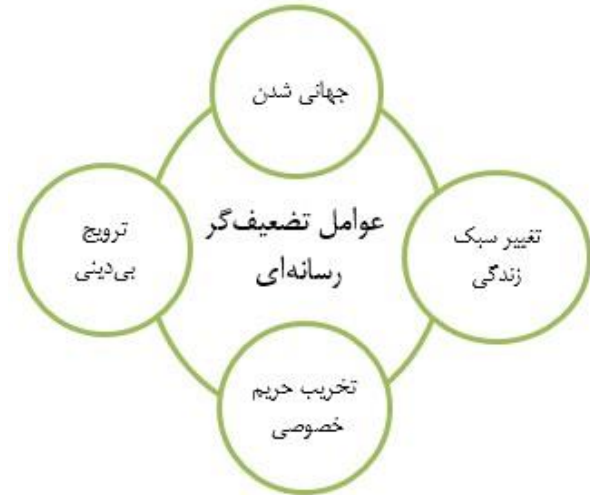 جهانی شدن
عوامل تضعیف‌گر
رسانه‌ای
تغییر سبک
زندگی
ترویج
بی‌دینی
تخریب حریم
خصوصی